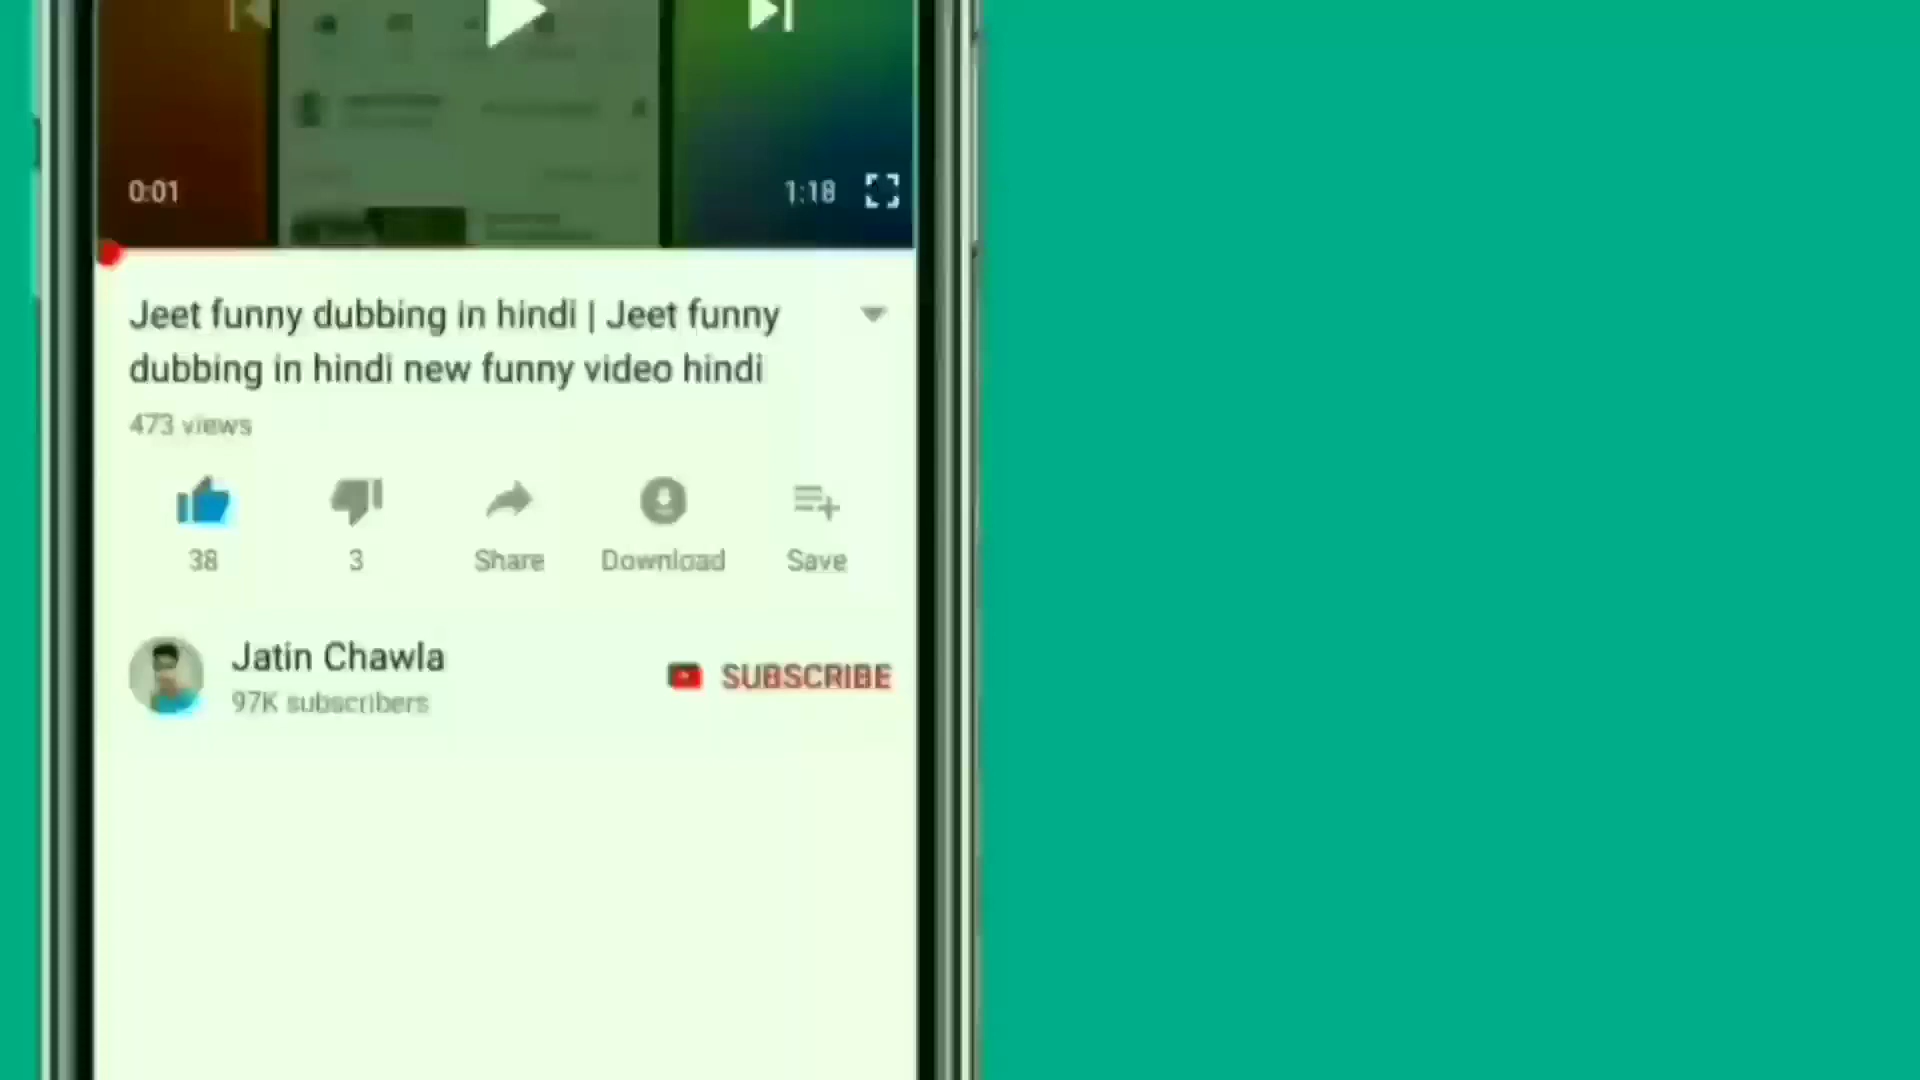 0:01
1:18
Jeet funny dubbing in hindi | Jeet funny
dubbing in hindi new funny video hindi
473 views
38
3
Share
Download
Save
Jatin Chawla
97K subscribers
SUBSCRIBE